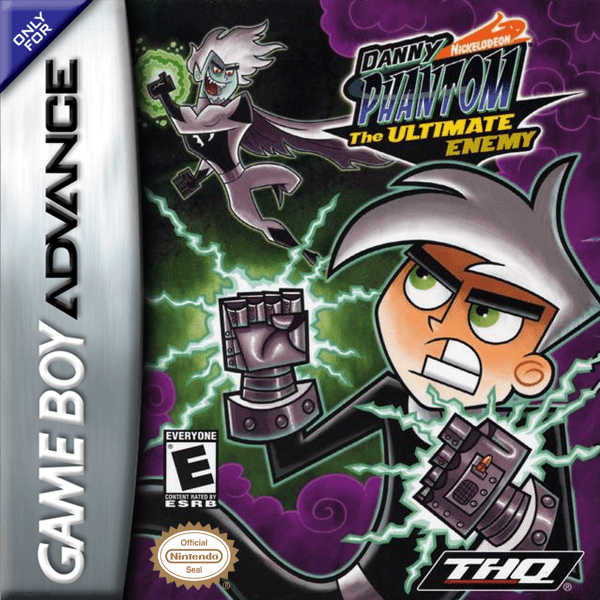 ONLY
FOR
GAME BOY ADVANCE
NICKELODEON
DANNY
PHANTOM
The ULTIMATE
ENEMY
EVERYONE
E
CONTENT RATED BY
ESRB
Official
Nintendo
Seal
THQ